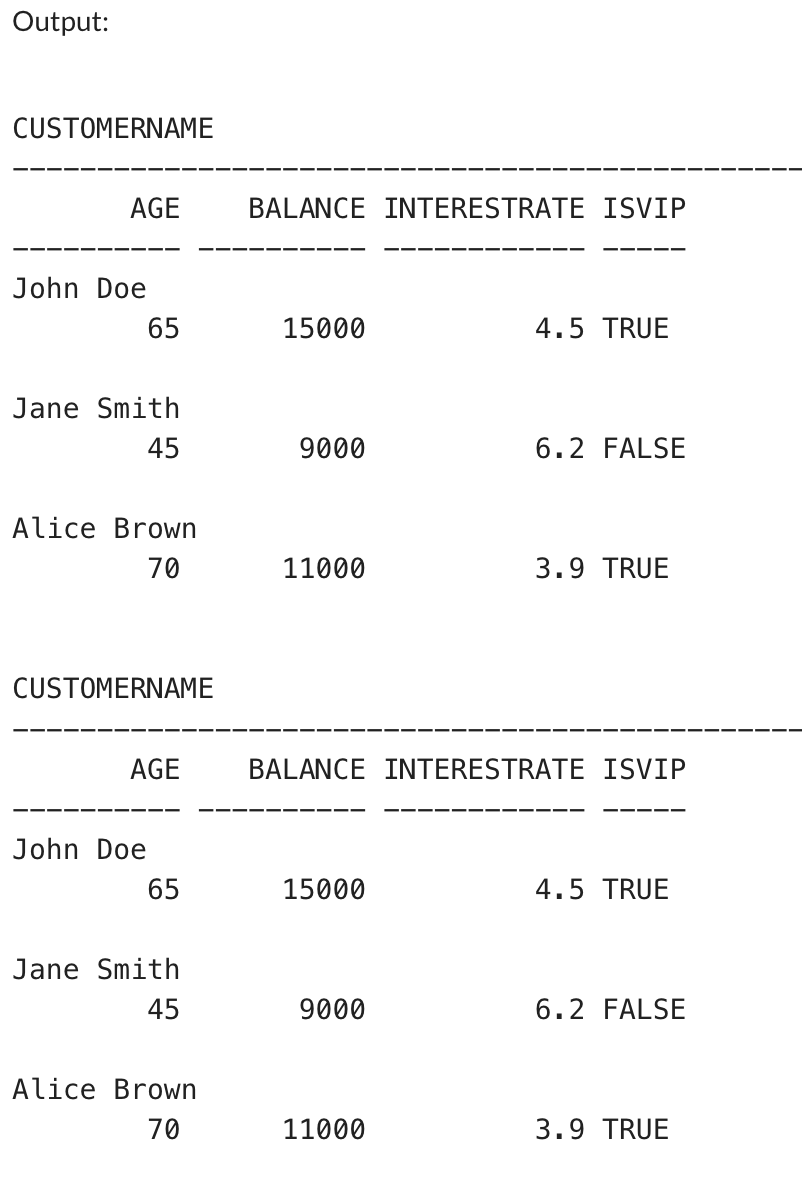 Output:
CUSTOMERNAME
-----------------------------------------------
       AGE    BALANCE INTERESTRATE ISVIP
---------- ---------- ------------ -----
John Doe
        65      15000          4.5 TRUE
Jane Smith
        45       9000          6.2 FALSE
Alice Brown
        70      11000          3.9 TRUE
CUSTOMERNAME
-----------------------------------------------
       AGE    BALANCE INTERESTRATE ISVIP
---------- ---------- ------------ -----
John Doe
        65      15000          4.5 TRUE
Jane Smith
        45       9000          6.2 FALSE
Alice Brown
        70      11000          3.9 TRUE